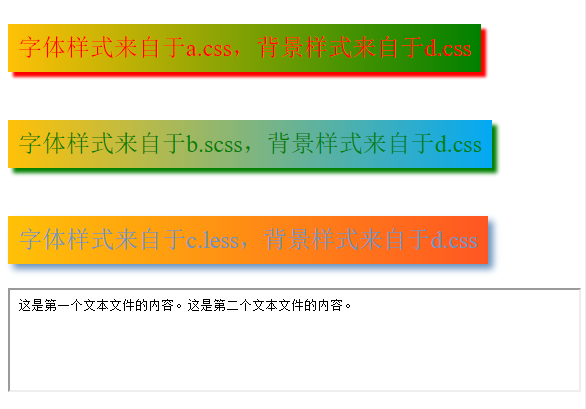 字体样式来自于a.css，背景样式来自于d.css
字体样式来自于b.scss，背景样式来自于d.css
字体样式来自于c.less，背景样式来自于d.css
这是第一个文本文件的内容。这是第二个文本文件的内容。